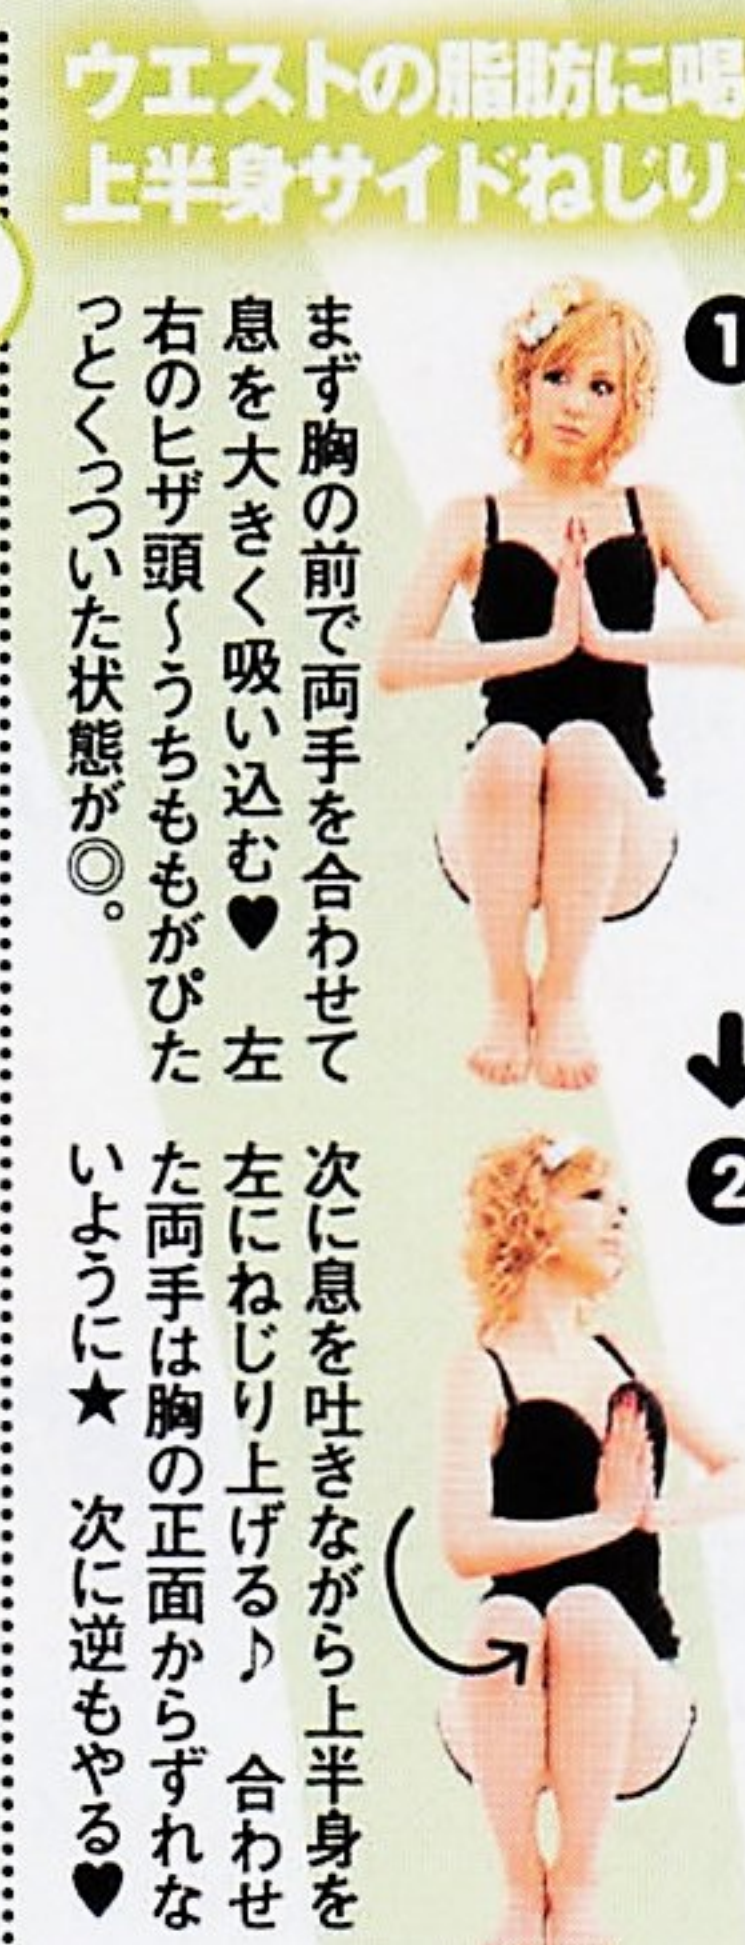 ウエストの脂肪に喝
上半身サイドねじり
❶
まず胸の前で両手を合わせて
息を大きく吸い込む♥　左
右のヒザ頭〜うちももがぴた
っとくっついた状態が◎。
↓
❷
次に息を吐きながら上半身を
左にねじり上げる♪　合わせ
た両手は胸の正面からずれな
いように★　次に逆もやる♥